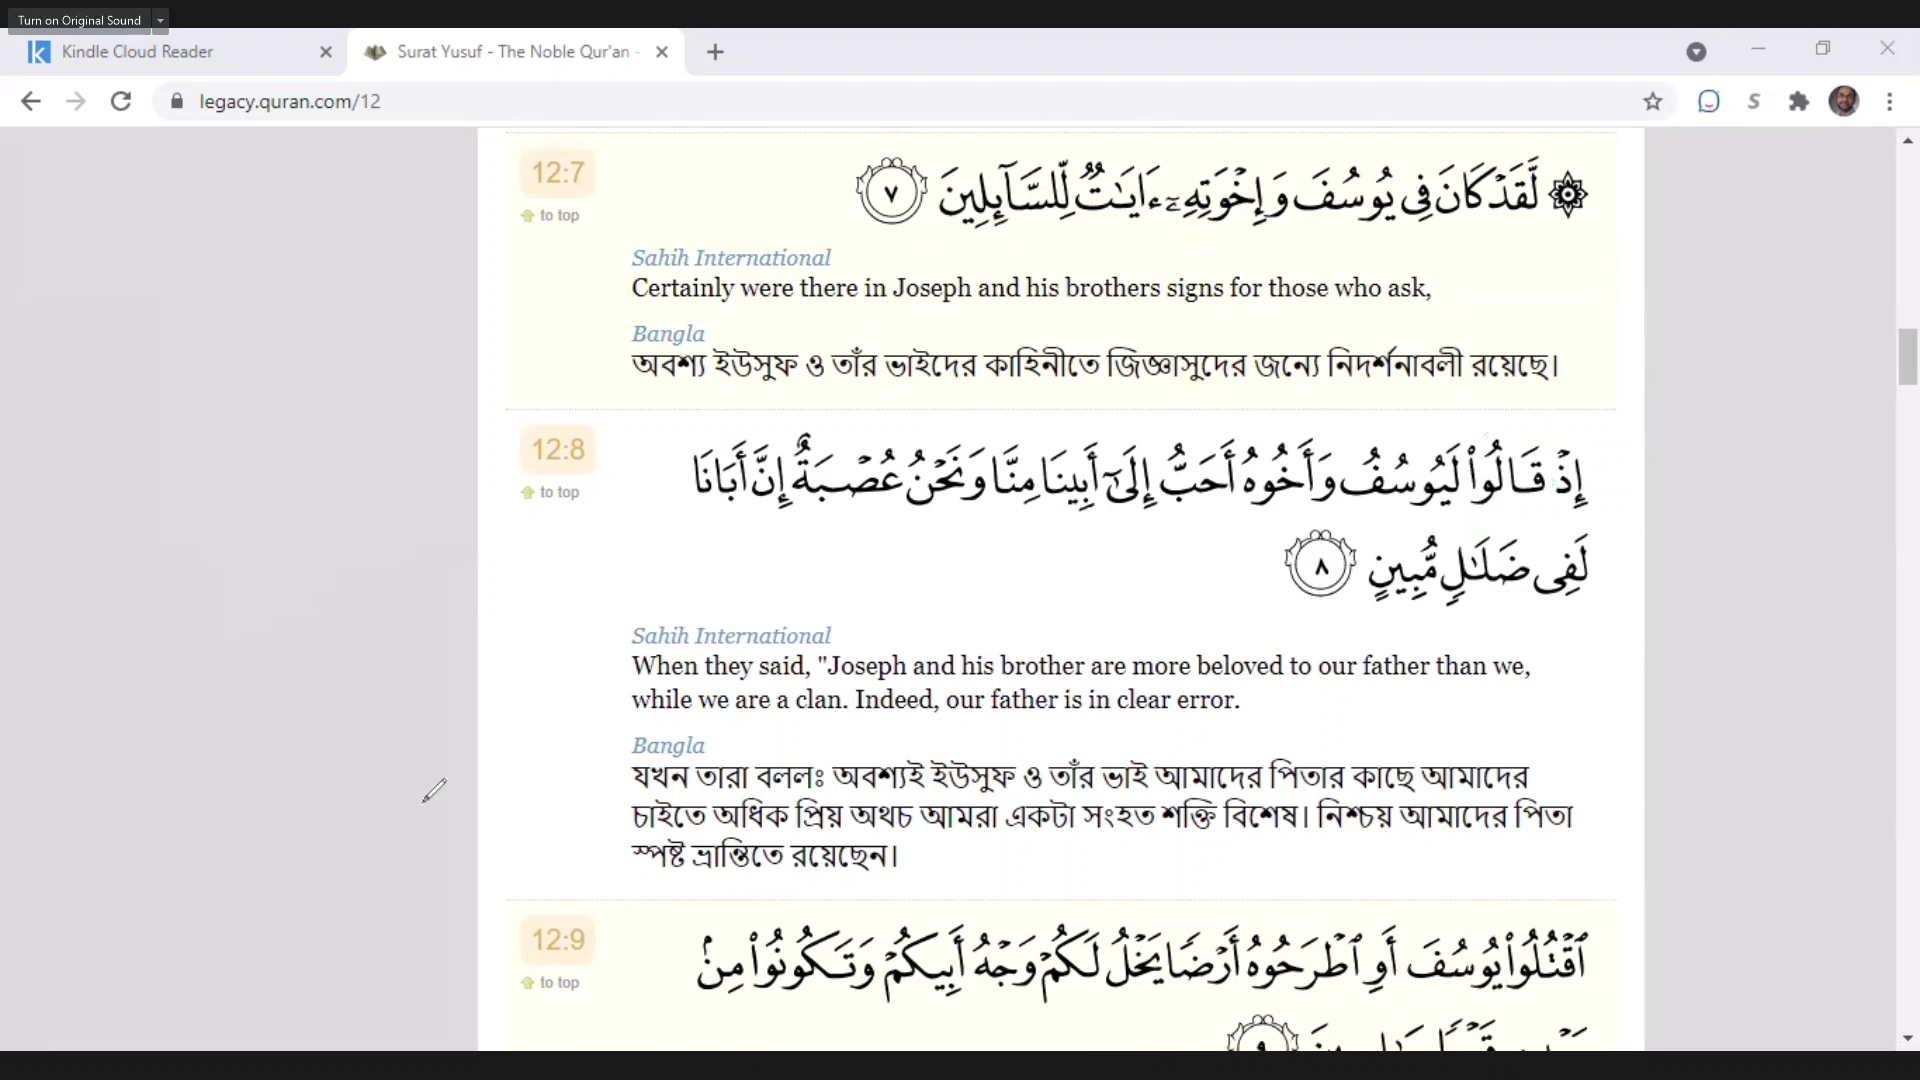 Turn on Original Sound
Kindle Cloud Reader
Surat Yusuf - The Noble Qur'an -
legacy.quran.com/12
12:7
to top
۞ لَّقَدْ كَانَ فِى يُوسُفَ وَإِخْوَتِهِۦٓ ءَايَـٰتٌ لِّلسَّآئِلِينَ ٧
Sahih International
Certainly were there in Joseph and his brothers signs for those who ask,
Bangla
অবশ্য ইউসুফ ও তাঁর ভাইদের কাহিনীতে জিজ্ঞাসুদের জন্যে নিদর্শনাবলী রয়েছে।
12:8
to top
إِذْ قَالُوا۟ لَيُوسُفُ وَأَخُوهُ أَحَبُّ إِلَىٰٓ أَبِينَا مِنَّا وَنَحْنُ عُصْبَةٌ إِنَّ أَبَانَا
لَفِى ضَلَـٰلٍ مُّبِينٍ ٨
Sahih International
When they said, "Joseph and his brother are more beloved to our father than we,
while we are a clan. Indeed, our father is in clear error.
Bangla
যখন তারা বললঃ অবশ্যই ইউসুফ ও তাঁর ভাই আমাদের পিতার কাছে আমাদের
চাইতে অধিক প্রিয় অথচ আমরা একটা সংহত শক্তি বিশেষ। নিশ্চয় আমাদের পিতা
স্পষ্ট ভ্রান্তিতে রয়েছেন।
12:9
to top
ٱقْتُلُوا۟ يُوسُفَ أَوِ ٱطْرَحُوهُ أَرْضًا يَخْلُ لَكُمْ وَجْهُ أَبِيكُمْ وَتَكُونُوا۟ مِنۢ